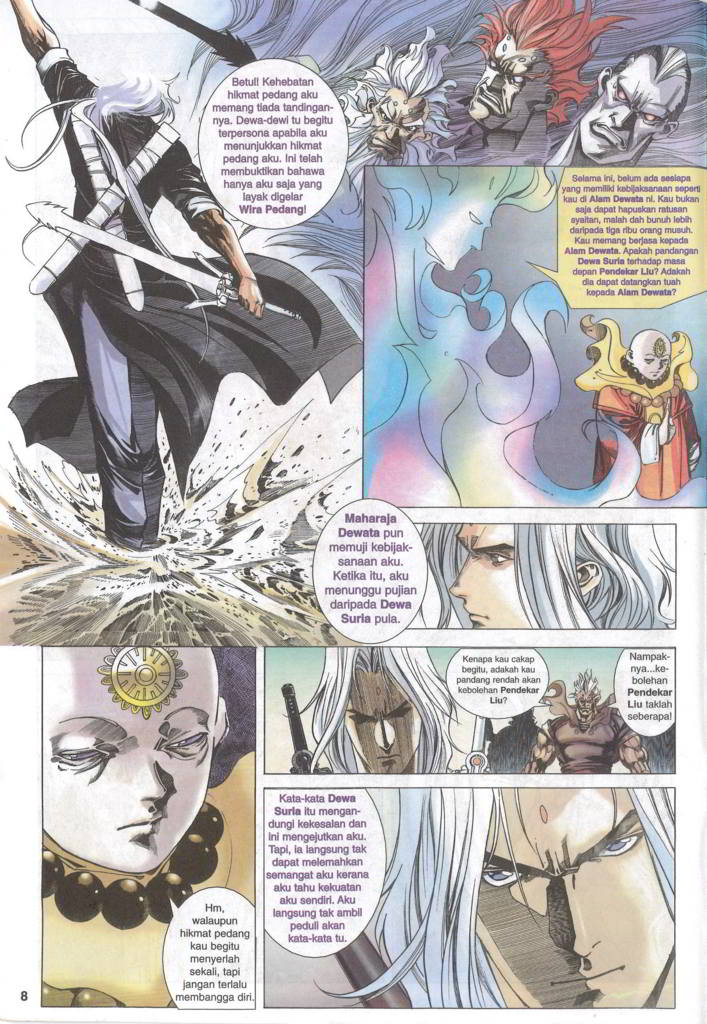 Betul! Kehebatan
hikmat pedang aku
memang tiada tandingan-
nya. Dewa-dewi tu begitu
terpersona apabila aku
menunjukkan hikmat
pedang aku. Ini telah
membuktikan bahawa
hanya aku saja yang
layak digelar
Wira Pedang!
Selama ini, belum ada sesiapa
yang memiliki kebijaksanaan seperti
kau di Alam Dewata ni. Kau bukan
saja dapat hapuskan ratusan
syaitan, malah dah bunuh lebih
daripada tiga ribu orang musuh.
Kau memang berjasa kepada
Alam Dewata. Apakah pandangan
Dewa Suria terhadap masa
depan Pendekar Liu? Adakah
dia dapat datangkan tuah
kepada Alam Dewata?
Maharaja
Dewata pun
memuji kebijak-
sanaan aku.
Ketika itu, aku
menunggu pujian
daripada Dewa
Suria pula.
Hm,
walaupun
hikmat pedang
kau begitu
menyerlah
sekali, tapi
jangan terlalu
membangga diri.
Kenapa kau cakap
begitu, adakah kau
pandang rendah akan
kebolehan Pendekar
Liu?
Nampak-
nya...ke-
bolehan
Pendekar
Liu taklah
seberapa!
Kata-kata Dewa
Suria itu mengan-
dungi kekesalan dan
ini mengejutkan aku.
Tapi, ia langsung tak
dapat melemahkan
semangat aku kerana
aku tahu kekuatan
aku sendiri. Aku
langsung tak ambil
peduli akan
kata-kata tu.
8